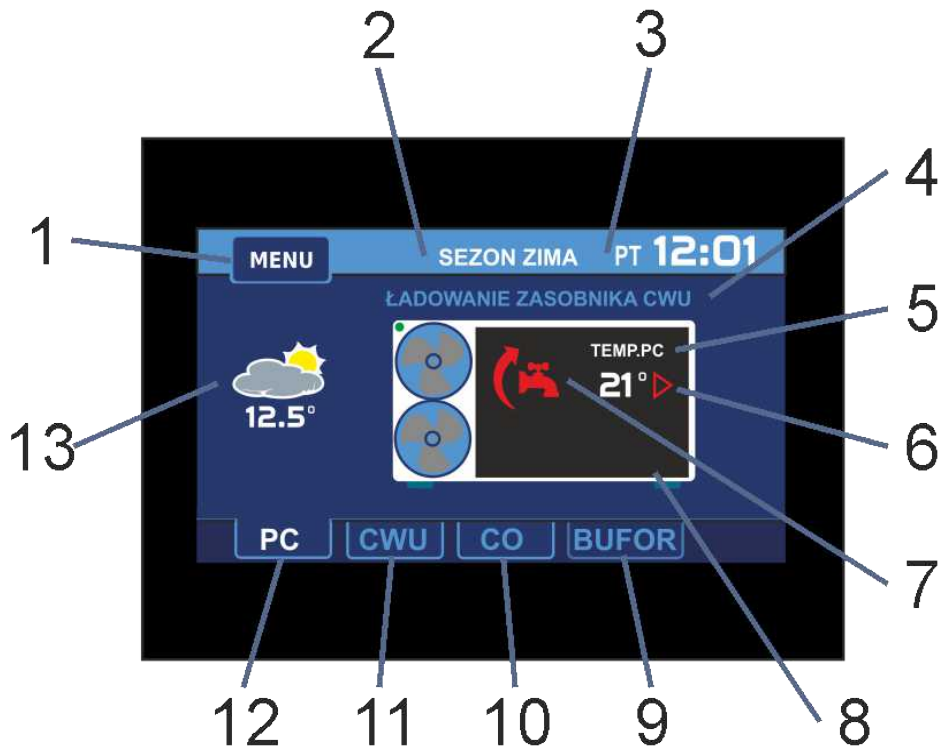 2 3
4
1
MENU SEZON ZIMA PT 12:01
ŁADOWANIE ZASOBNIKA CWU
5
TEMP.PC
21°
12.5°
13
6
PC CWU CO BUFOR
7
12 11 10 9 8